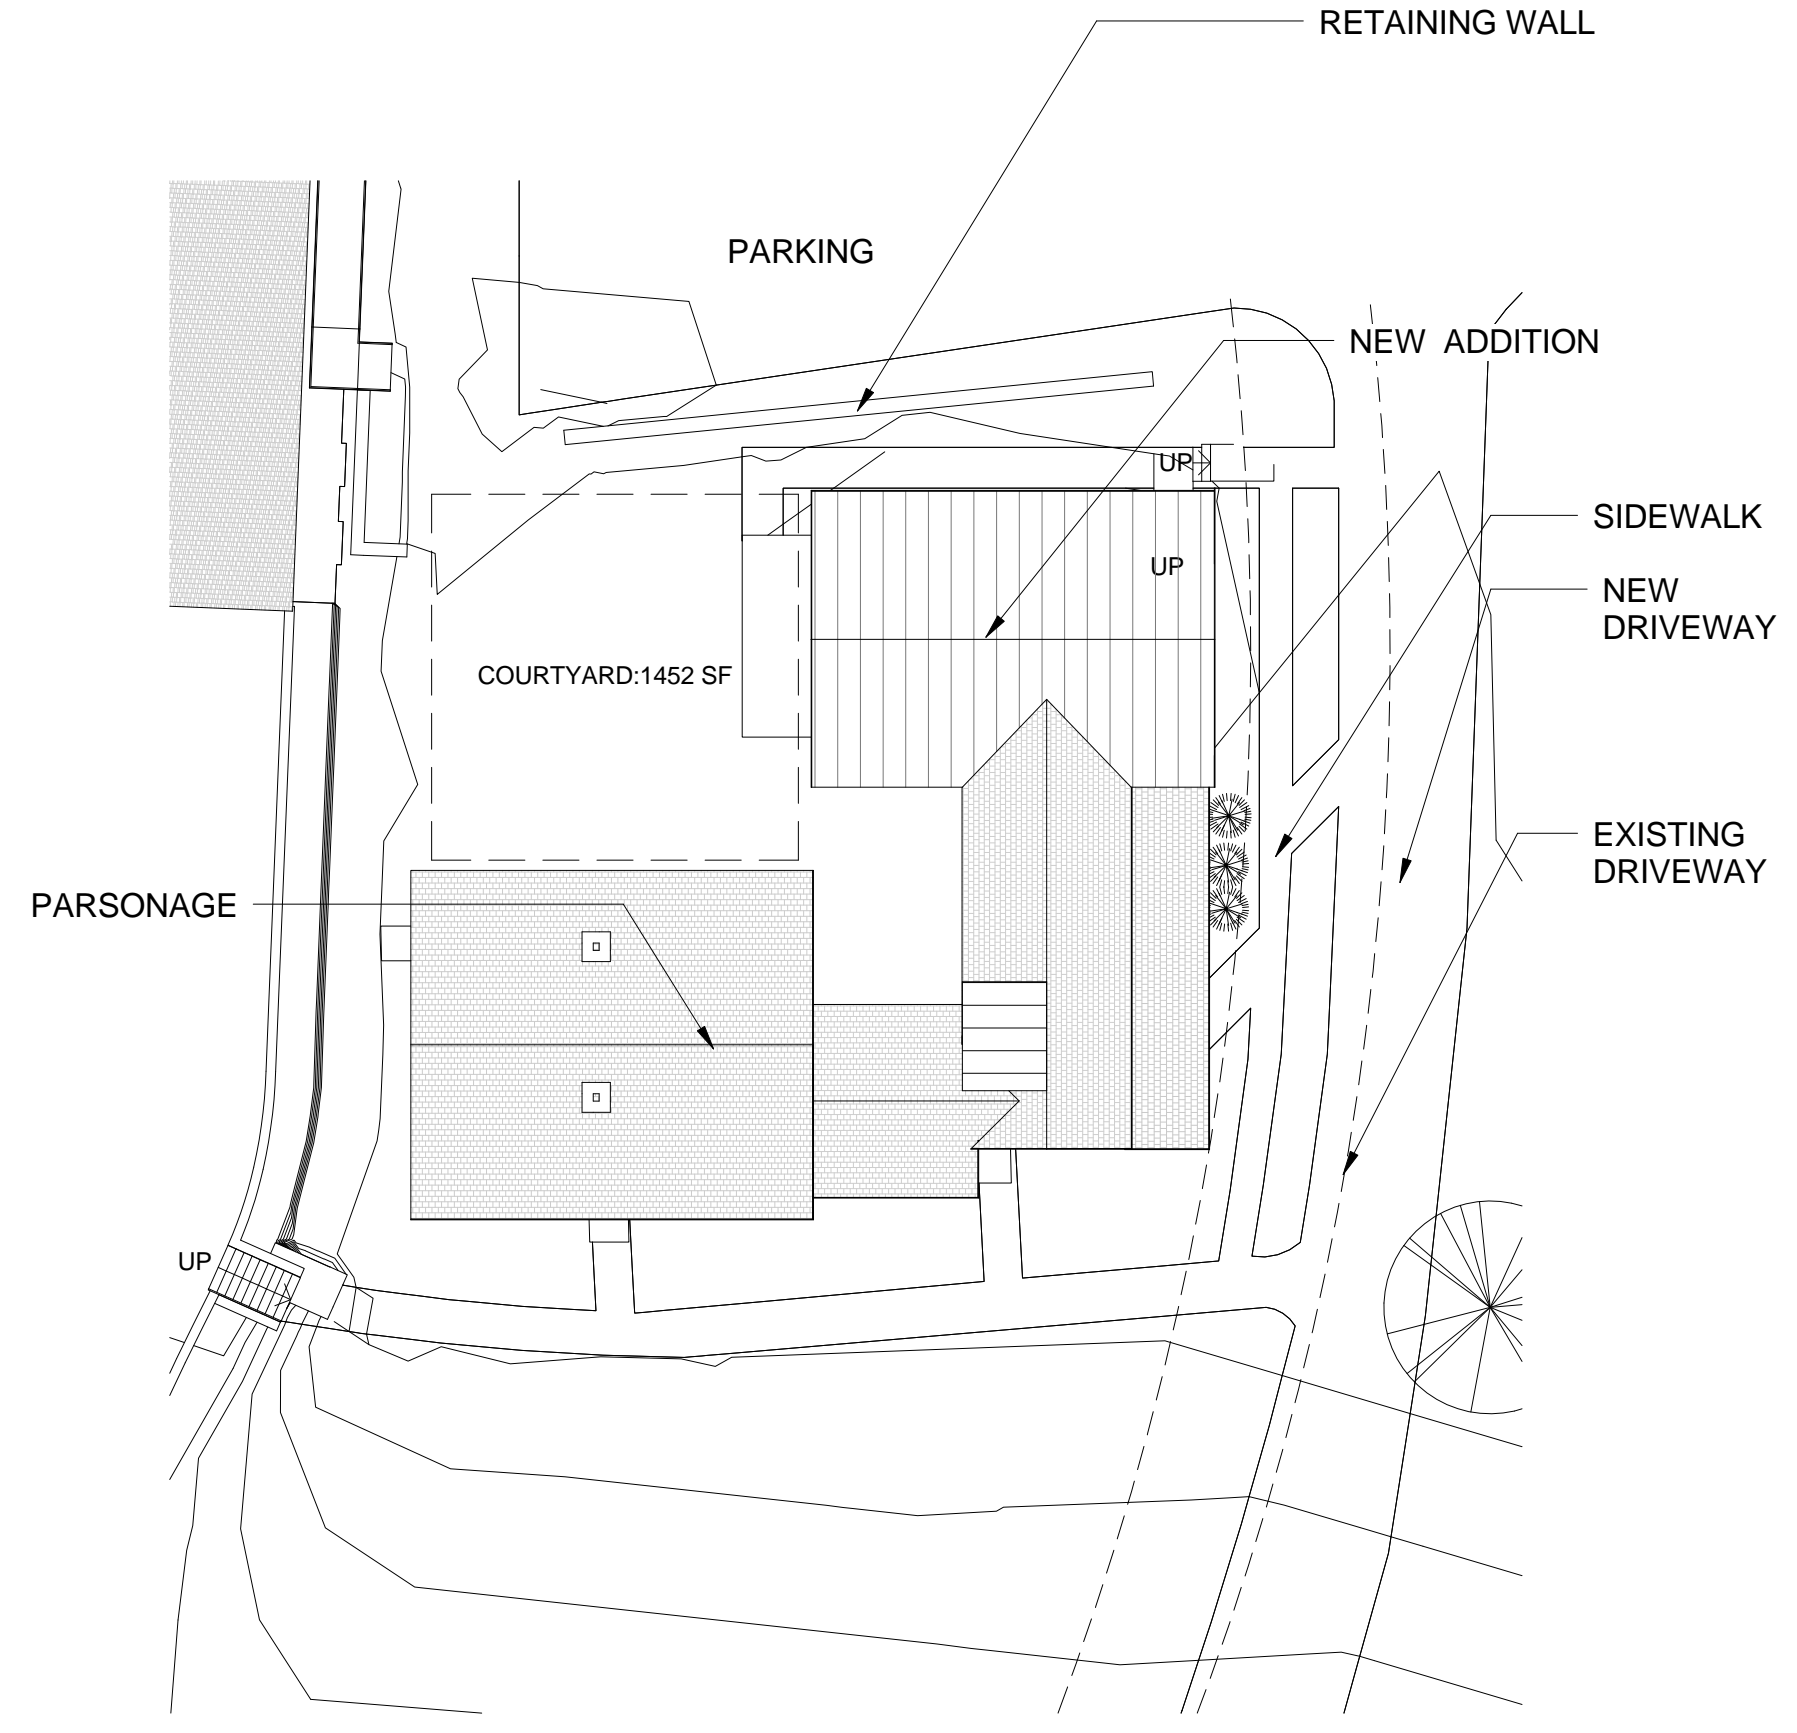 RETAINING WALL
PARKING
NEW ADDITION
UP
SIDEWALK
UP
NEW
DRIVEWAY
COURTYARD:1452 SF
EXISTING
DRIVEWAY
PARSONAGE
UP